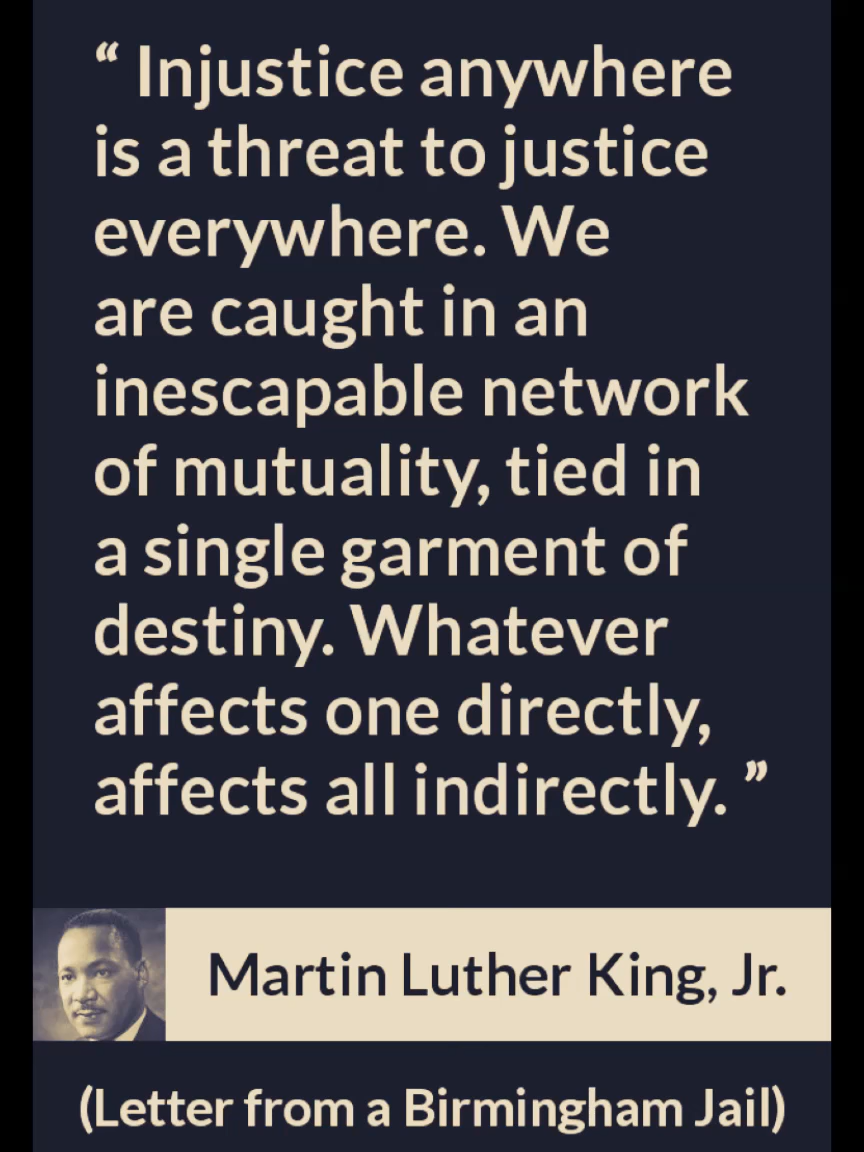 “ Injustice anywhere
is a threat to justice
everywhere. We
are caught in an
inescapable network
of mutuality, tied in
a single garment of
destiny. Whatever
affects one directly,
affects all indirectly. ”
Martin Luther King, Jr.
(Letter from a Birmingham Jail)